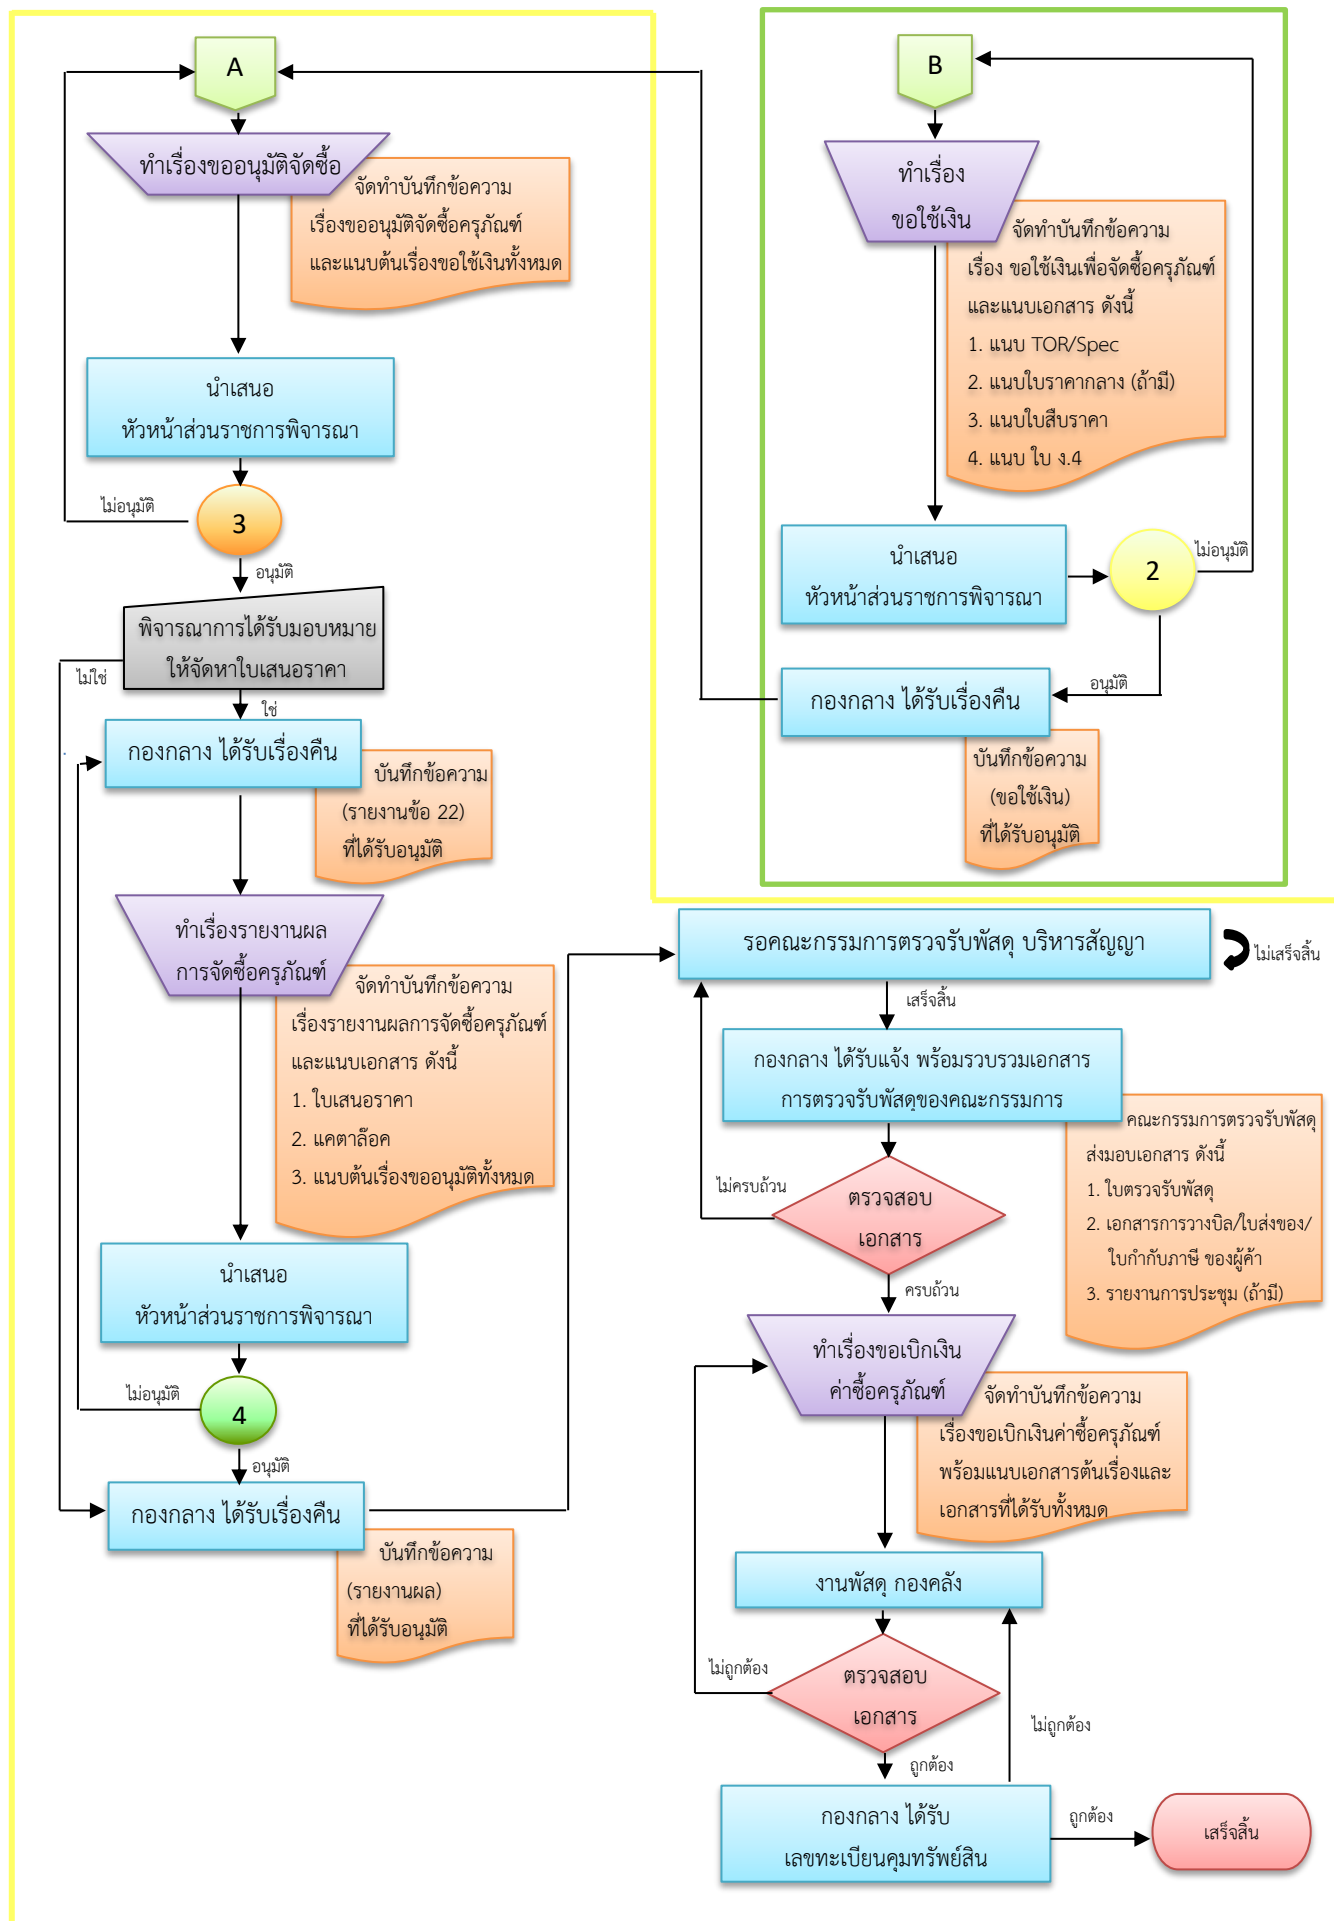 A
ทำเรื่องขออนุมัติจัดซื้อ
จัดทำบันทึกข้อความ
เรื่องขออนุมัติจัดซื้อครุภัณฑ์
และแนบต้นเรื่องขอใช้เงินทั้งหมด
นำเสนอ
หัวหน้าส่วนราชการพิจารณา
ไม่อนุมัติ
3
อนุมัติ
พิจารณาการได้รับมอบหมาย
ให้จัดหาใบเสนอราคา
ไม่ใช่
ใช่
กองกลาง ได้รับเรื่องคืน
บันทึกข้อความ
(รายงานข้อ 22)
ที่ได้รับอนุมัติ
ทำเรื่องรายงานผล
การจัดซื้อครุภัณฑ์
จัดทำบันทึกข้อความ
เรื่องรายงานผลการจัดซื้อครุภัณฑ์
และแนบเอกสาร ดังนี้
1. ใบเสนอราคา
2. แคตาล๊อค
3. แนบต้นเรื่องขออนุมัติทั้งหมด
นำเสนอ
หัวหน้าส่วนราชการพิจารณา
ไม่อนุมัติ
4
อนุมัติ
กองกลาง ได้รับเรื่องคืน
บันทึกข้อความ
(รายงานผล)
ที่ได้รับอนุมัติ
B
ทำเรื่อง
ขอใช้เงิน
จัดทำบันทึกข้อความ
เรื่อง ขอใช้เงินเพื่อจัดซื้อครุภัณฑ์
และแนบเอกสาร ดังนี้
1. แนบ TOR/Spec
2. แนบใบราคากลาง (ถ้ามี)
3. แนบใบสืบราคา
4. แนบ ใบ ง.4
นำเสนอ
หัวหน้าส่วนราชการพิจารณา
2
ไม่อนุมัติ
อนุมัติ
กองกลาง ได้รับเรื่องคืน
บันทึกข้อความ
(ขอใช้เงิน)
ที่ได้รับอนุมัติ
รอคณะกรรมการตรวจรับพัสดุ บริหารสัญญา
ไม่เสร็จสิ้น
เสร็จสิ้น
กองกลาง ได้รับแจ้ง พร้อมรวบรวมเอกสาร
การตรวจรับพัสดุของคณะกรรมการ
คณะกรรมการตรวจรับพัสดุ
ส่งมอบเอกสาร ดังนี้
1. ใบตรวจรับพัสดุ
2. เอกสารการวางบิล/ใบส่งของ/
ใบกำกับภาษี ของผู้ค้า
3. รายงานการประชุม (ถ้ามี)
ไม่ครบถ้วน
ตรวจสอบ
เอกสาร
ครบถ้วน
ทำเรื่องขอเบิกเงิน
ค่าซื้อครุภัณฑ์
จัดทำบันทึกข้อความ
เรื่องขอเบิกเงินค่าซื้อครุภัณฑ์
พร้อมแนบเอกสารต้นเรื่องและ
เอกสารที่ได้รับทั้งหมด
งานพัสดุ กองคลัง
ไม่ถูกต้อง
ตรวจสอบ
เอกสาร
ไม่ถูกต้อง
ถูกต้อง
กองกลาง ได้รับ
เลขทะเบียนคุมทรัพย์สิน
ถูกต้อง
เสร็จสิ้น